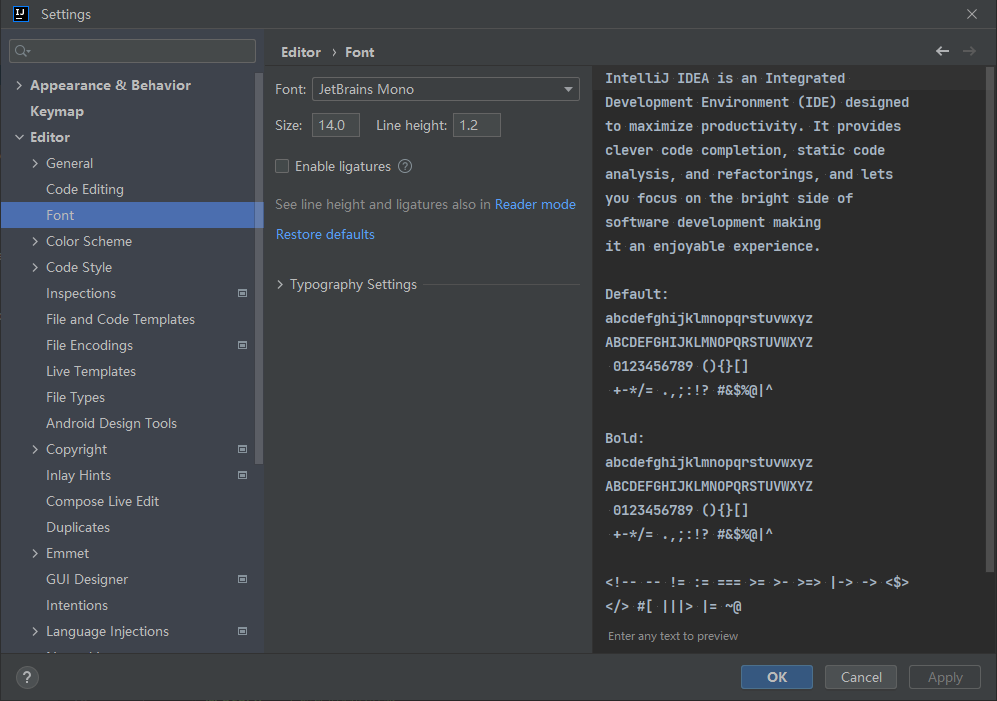 IJ
Settings
Appearance & Behavior
Keymap
Editor
General
Code Editing
Font
Color Scheme
Code Style
Inspections
File and Code Templates
File Encodings
Live Templates
File Types
Android Design Tools
Copyright
Inlay Hints
Compose Live Edit
Duplicates
Emmet
GUI Designer
Intentions
Language Injections
Editor › Font
Font: JetBrains Mono
Size: 14.0 Line height: 1.2
Enable ligatures ?
See line height and ligatures also in Reader mode
Restore defaults
Typography Settings
IntelliJ IDEA is an Integrated
Development Environment (IDE) designed
to maximize productivity. It provides
clever code completion, static code
analysis, and refactorings, and lets
you focus on the bright side of
software development making
it an enjoyable experience.
Default:
abcdefghijklmnopqrstuvwxyz
ABCDEFGHIJKLMNOPQRSTUVWXYZ
0123456789 (){}[]
+-*/= .,;:!? #&$%@|^
Bold:
abcdefghijklmnopqrstuvwxyz
ABCDEFGHIJKLMNOPQRSTUVWXYZ
0123456789 (){}[]
+-*/= .,;:!? #&$%@|^
<!-- -- != := === >= >- >=> |-> -> <$>
</> #[ |||> |= ~@
Enter any text to preview
?
OK
Cancel
Apply